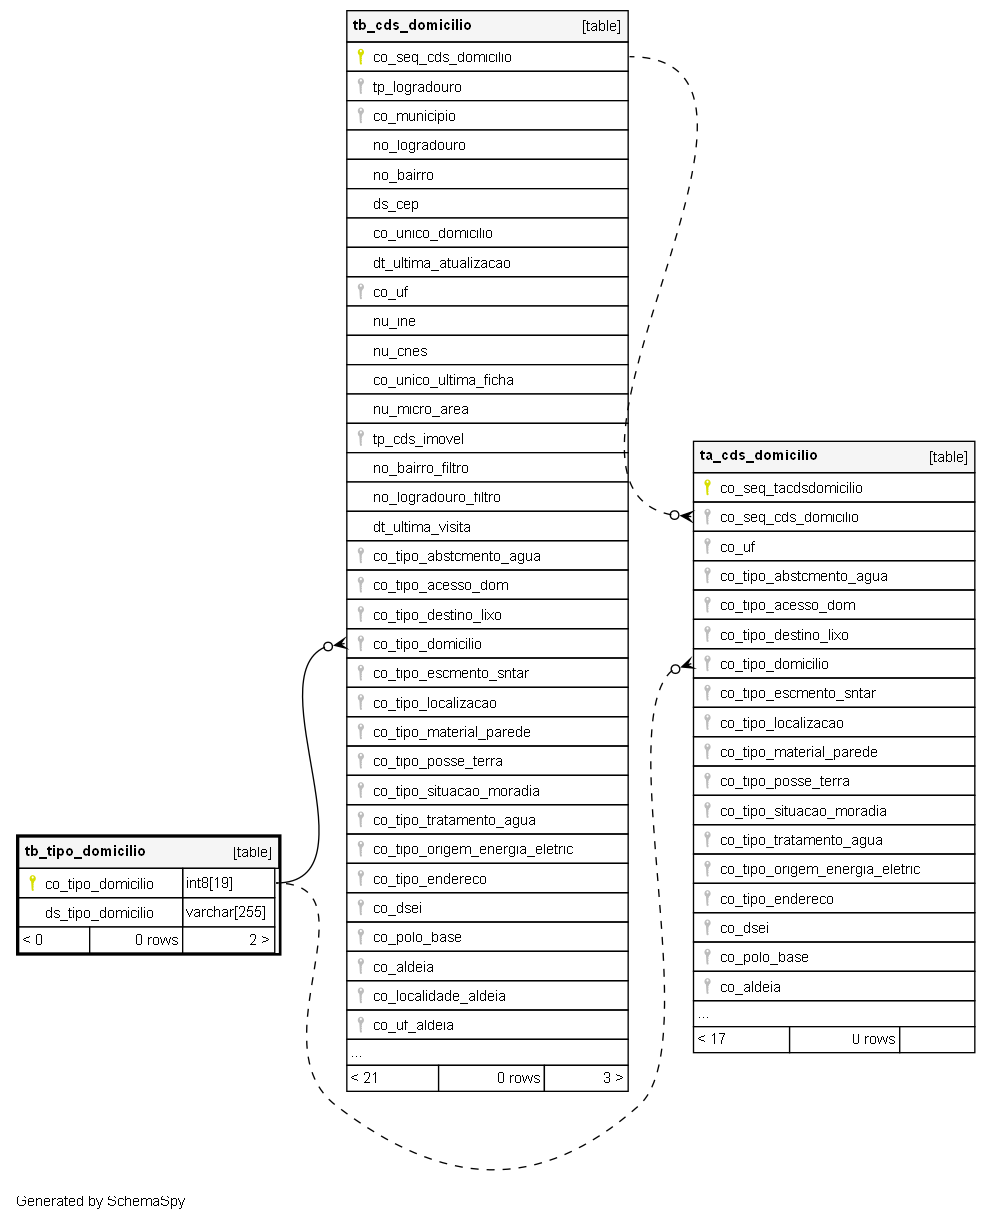 tb_cds_domicilio [table]
co_seq_cds_domicilio
tp_logradouro
co_municipio
no_logradouro
no_bairro
ds_cep
co_unico_domicilio
dt_ultima_atualizacao
co_uf
nu_ine
nu_cnes
co_unico_ultima_ficha
nu_micro_area
tp_cds_imovel
no_bairro_filtro
no_logradouro_filtro
dt_ultima_visita
co_tipo_abstcmento_agua
co_tipo_acesso_dom
co_tipo_destino_lixo
co_tipo_domicilio
co_tipo_escmento_sntar
co_tipo_localizacao
co_tipo_material_parede
co_tipo_posse_terra
co_tipo_situacao_moradia
co_tipo_tratamento_agua
co_tipo_origem_energia_eletric
co_tipo_endereco
co_dsei
co_polo_base
co_aldeia
co_localidade_aldeia
co_uf_aldeia
...
< 21 0 rows 3 >
ta_cds_domicilio [table]
co_seq_tacdsdomicilio
co_seq_cds_domicilio
co_uf
co_tipo_abstcmento_agua
co_tipo_acesso_dom
co_tipo_destino_lixo
co_tipo_domicilio
co_tipo_escmento_sntar
co_tipo_localizacao
co_tipo_material_parede
co_tipo_posse_terra
co_tipo_situacao_moradia
co_tipo_tratamento_agua
co_tipo_origem_energia_eletric
co_tipo_endereco
co_dsei
co_polo_base
co_aldeia
...
< 17 0 rows
tb_tipo_domicilio [table]
co_tipo_domicilio int8[19]
ds_tipo_domicilio varchar[255]
< 0 0 rows 2 >
Generated by SchemaSpy